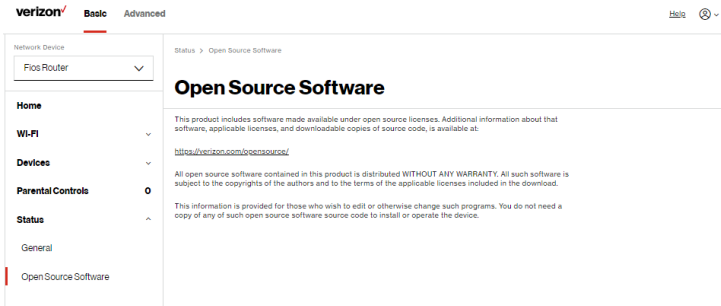 verizon✓ Basic Advanced Help
Network Device
Fios Router
Home
Wi-Fi
Devices
Parental Controls 0
Status
General
Open Source Software
Status > Open Source Software
Open Source Software
This product includes software made available under open source licenses. Additional information about that
software, applicable licenses, and downloadable copies of source code, is available at:
https://verizon.com/opensource/
All open source software contained in this product is distributed WITHOUT ANY WARRANTY. All such software is
subject to the copyrights of the authors and to the terms of the applicable licenses included in the download.
This information is provided for those who wish to edit or otherwise change such programs. You do not need a
copy of any of such open source software source code to install or operate the device.